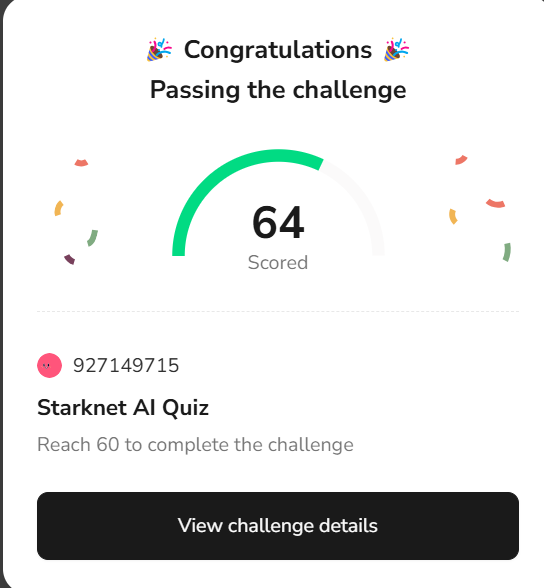 🎉 Congratulations 🎉
Passing the challenge
64
Scored
927149715
Starknet AI Quiz
Reach 60 to complete the challenge
View challenge details